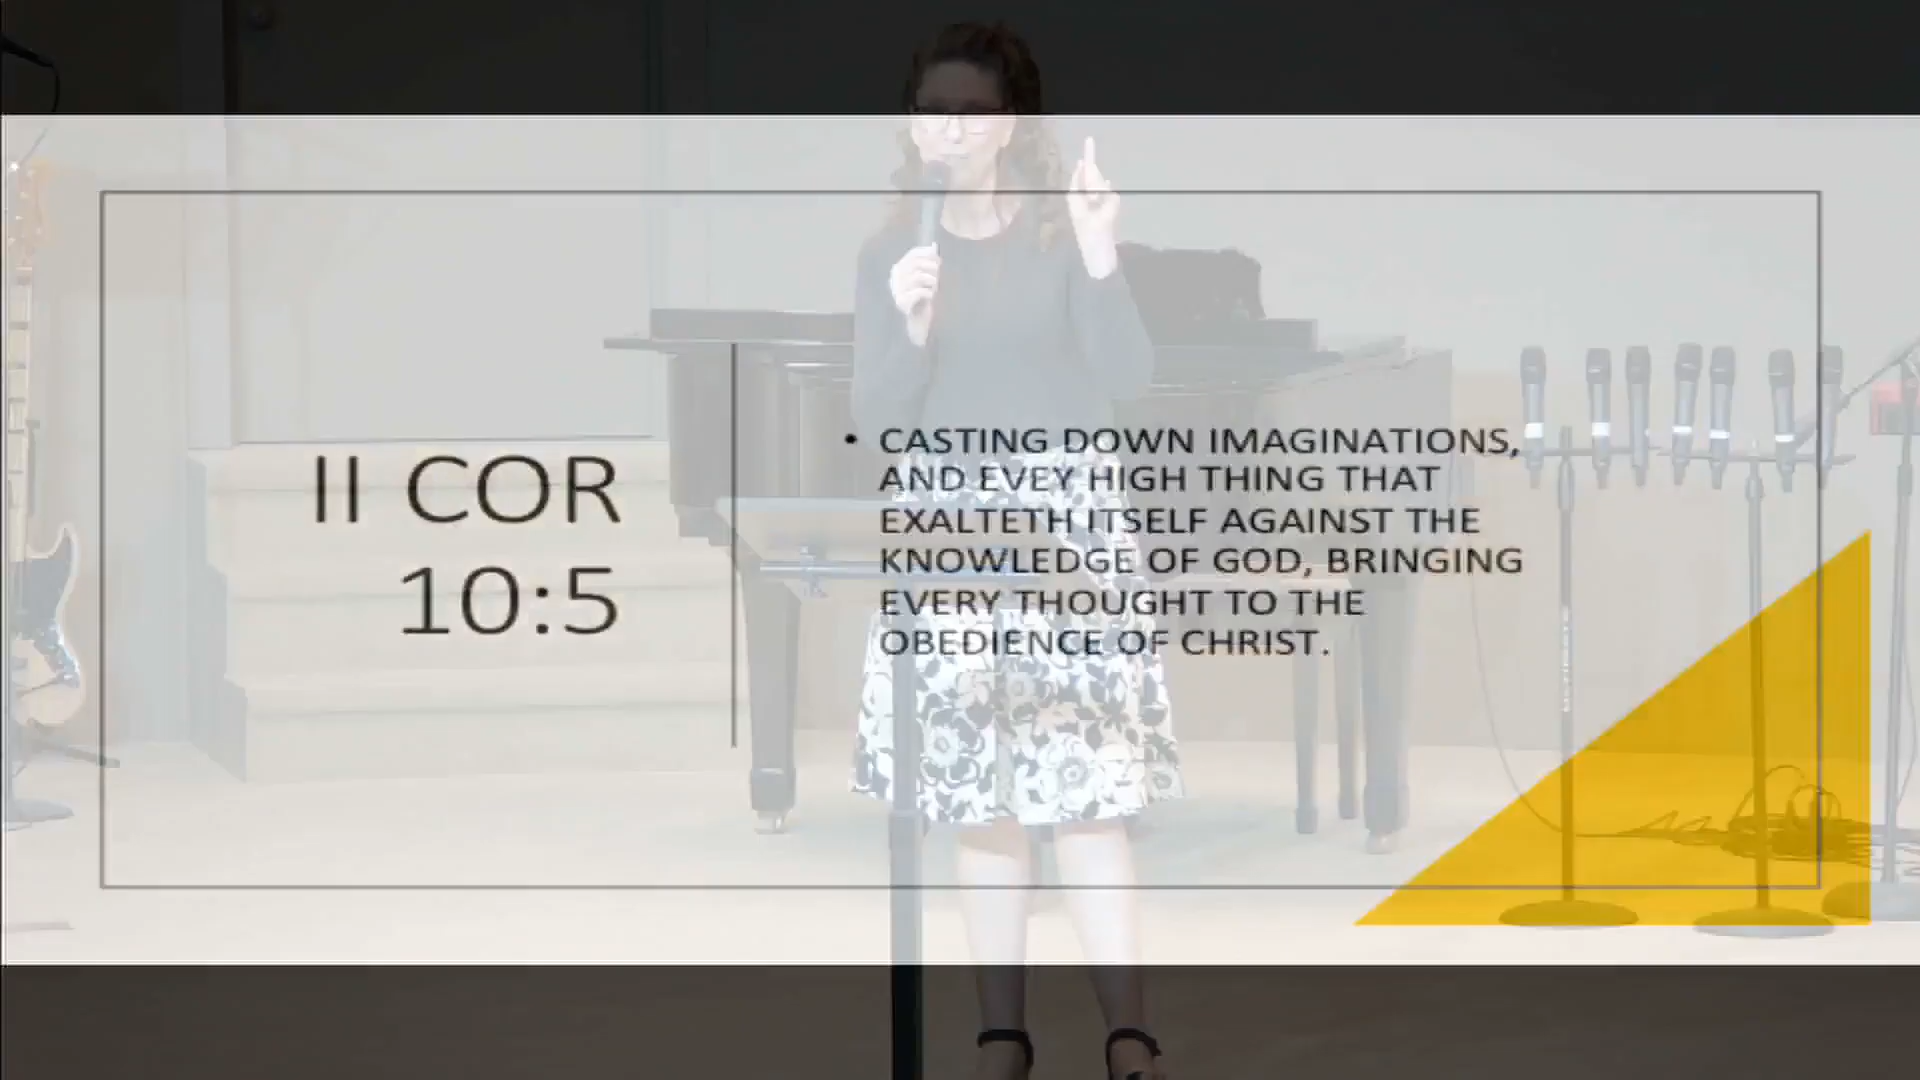 II COR
10:5
• CASTING DOWN IMAGINATIONS,
AND EVEY HIGH THING THAT
EXALTETH ITSELF AGAINST THE
KNOWLEDGE OF GOD, BRINGING
EVERY THOUGHT TO THE
OBEDIENCE OF CHRIST.